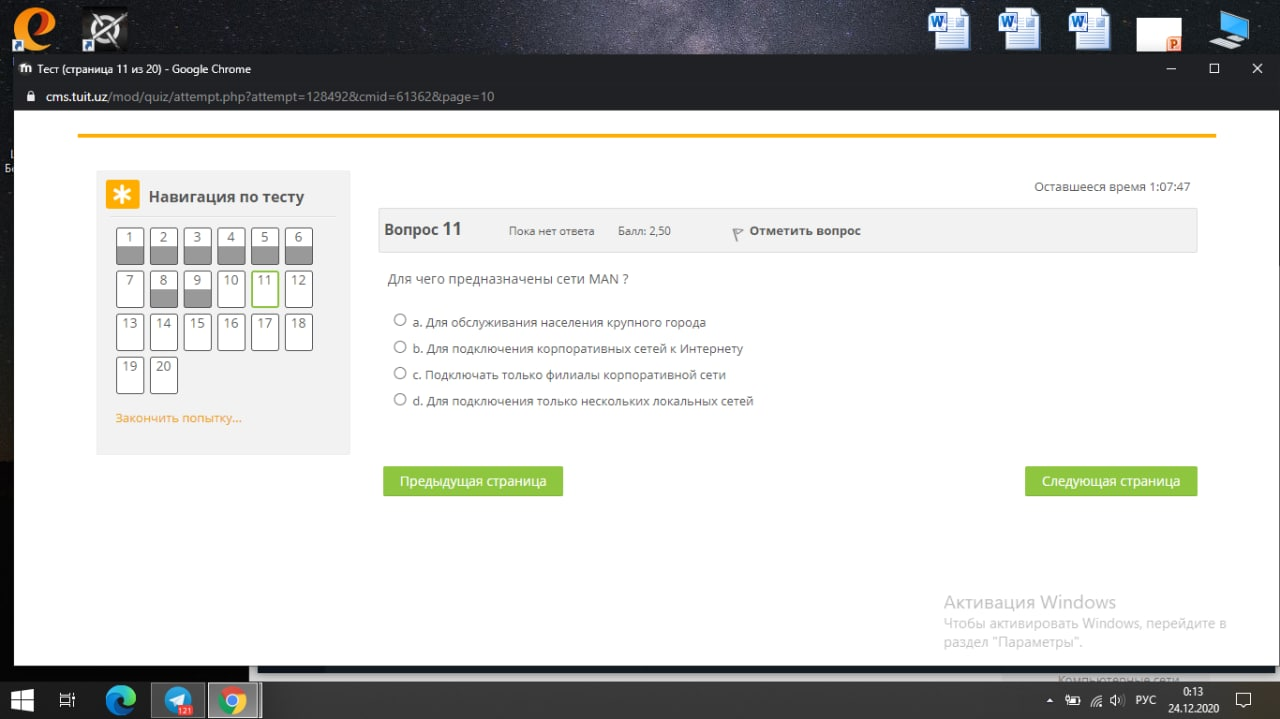 Тест (страница 11 из 20) - Google Chrome
cms.tuit.uz/mod/quiz/attempt.php?attempt=128492&cmid=61362&page=10
Навигация по тесту
1 2 3 4 5 6
7 8 9 10 11 12
13 14 15 16 17 18
19 20
Закончить попытку...
Оставшееся время 1:07:47
Вопрос 11 Пока нет ответа Балл: 2,50 Отметить вопрос
Для чего предназначены сети MAN ?
a. Для обслуживания населения крупного города
b. Для подключения корпоративных сетей к Интернету
c. Подключать только филиалы корпоративной сети
d. Для подключения только нескольких локальных сетей
Предыдущая страница Следующая страница
Активация Windows
Чтобы активировать Windows, перейдите в
раздел "Параметры".
Компьютерные сети
121
РУС
0:13
24.12.2020